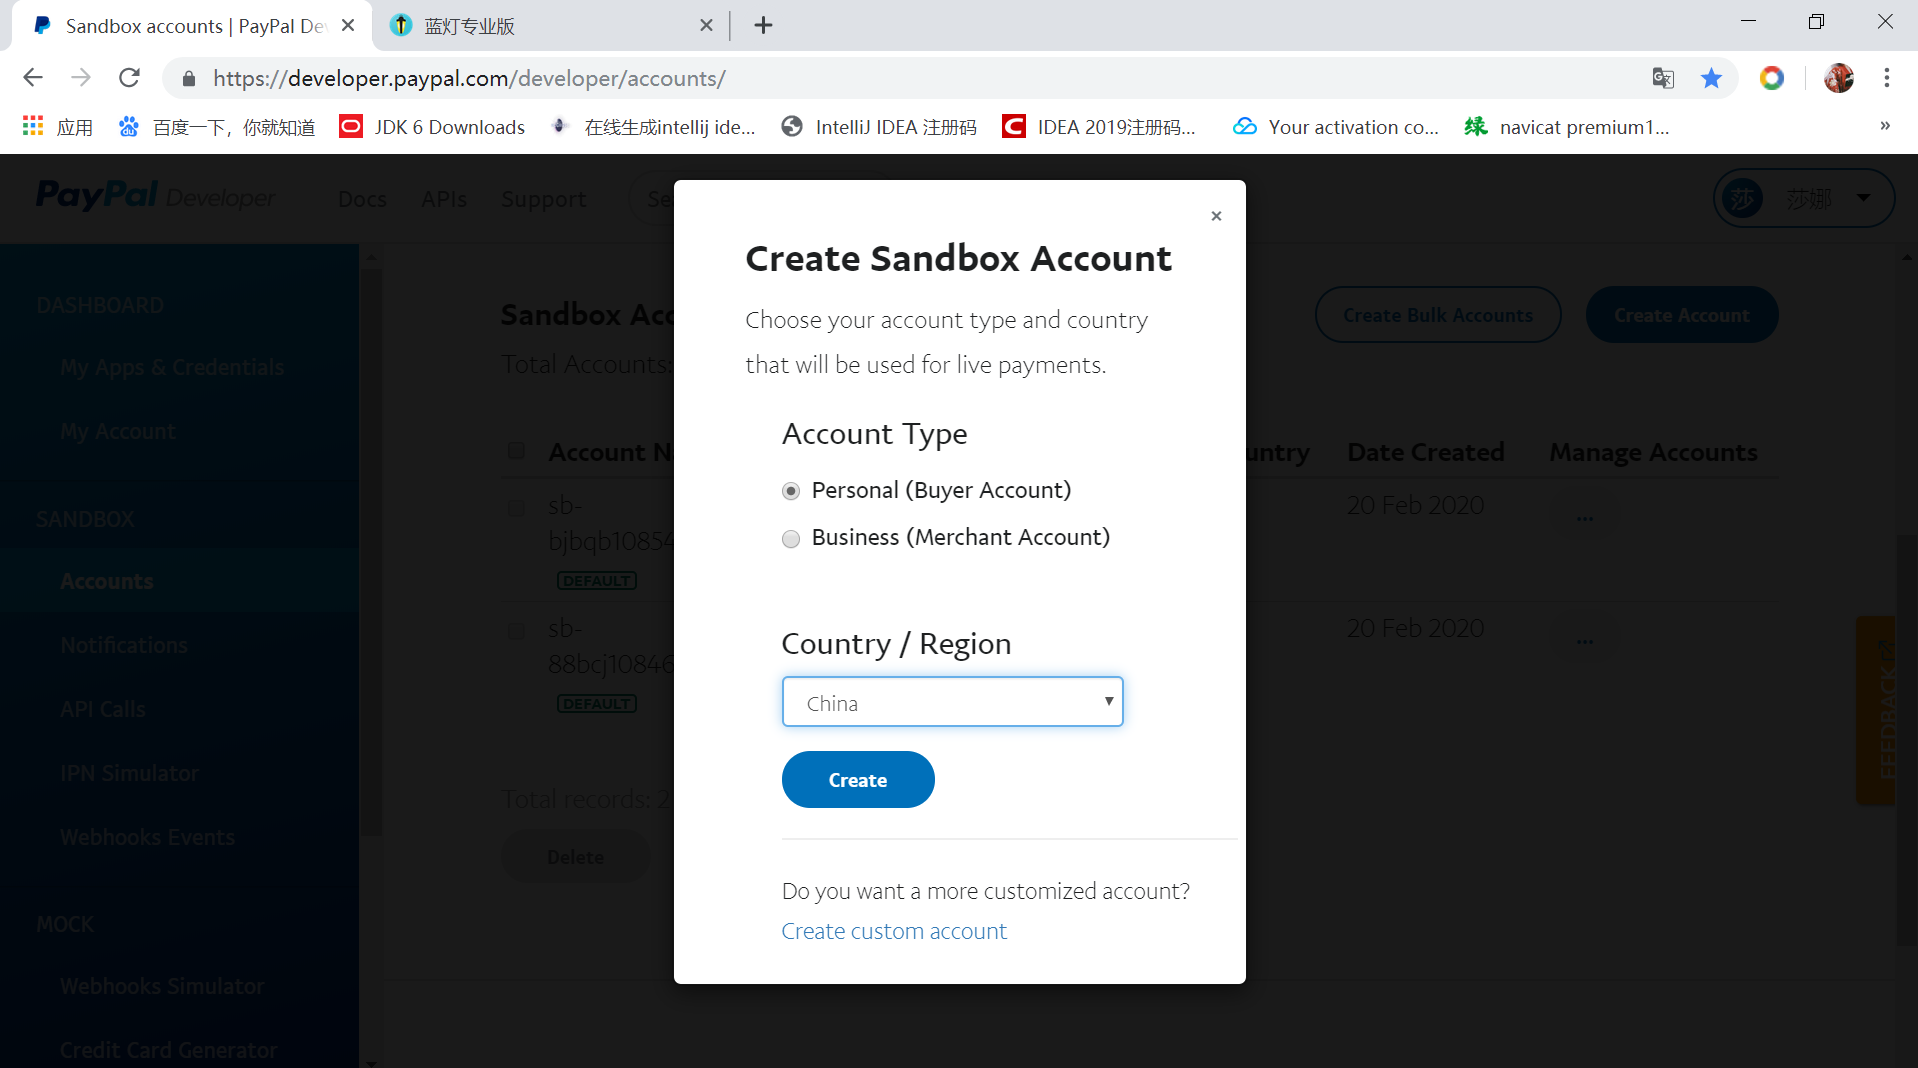 Sandbox accounts | PayPal De
蓝灯专业版
https://developer.paypal.com/developer/accounts/
应用
百度一下，你就知道
JDK 6 Downloads
在线生成intellij ide...
IntelliJ IDEA 注册码
IDEA 2019注册码...
Your activation co...
navicat premium1...
PayPal Developer
Docs
APIs
Support
Se
莎 莎娜
DASHBOARD
My Apps & Credentials
My Account
SANDBOX
Accounts
Notifications
API Calls
IPN Simulator
Webhooks Events
MOCK
Webhooks Simulator
Credit Card Generator
Sandbox Acc
Total Accounts:
Create Bulk Accounts
Create Account
Account N
untry
Date Created
Manage Accounts
sb-
bjbqb10854
DEFAULT
20 Feb 2020
...
sb-
88bcj10846
DEFAULT
20 Feb 2020
...
Total records: 2
Delete
FEEDBACK
×
Create Sandbox Account
Choose your account type and country
that will be used for live payments.
Account Type
Personal (Buyer Account)
Business (Merchant Account)
Country / Region
China
Create
Do you want a more customized account?
Create custom account